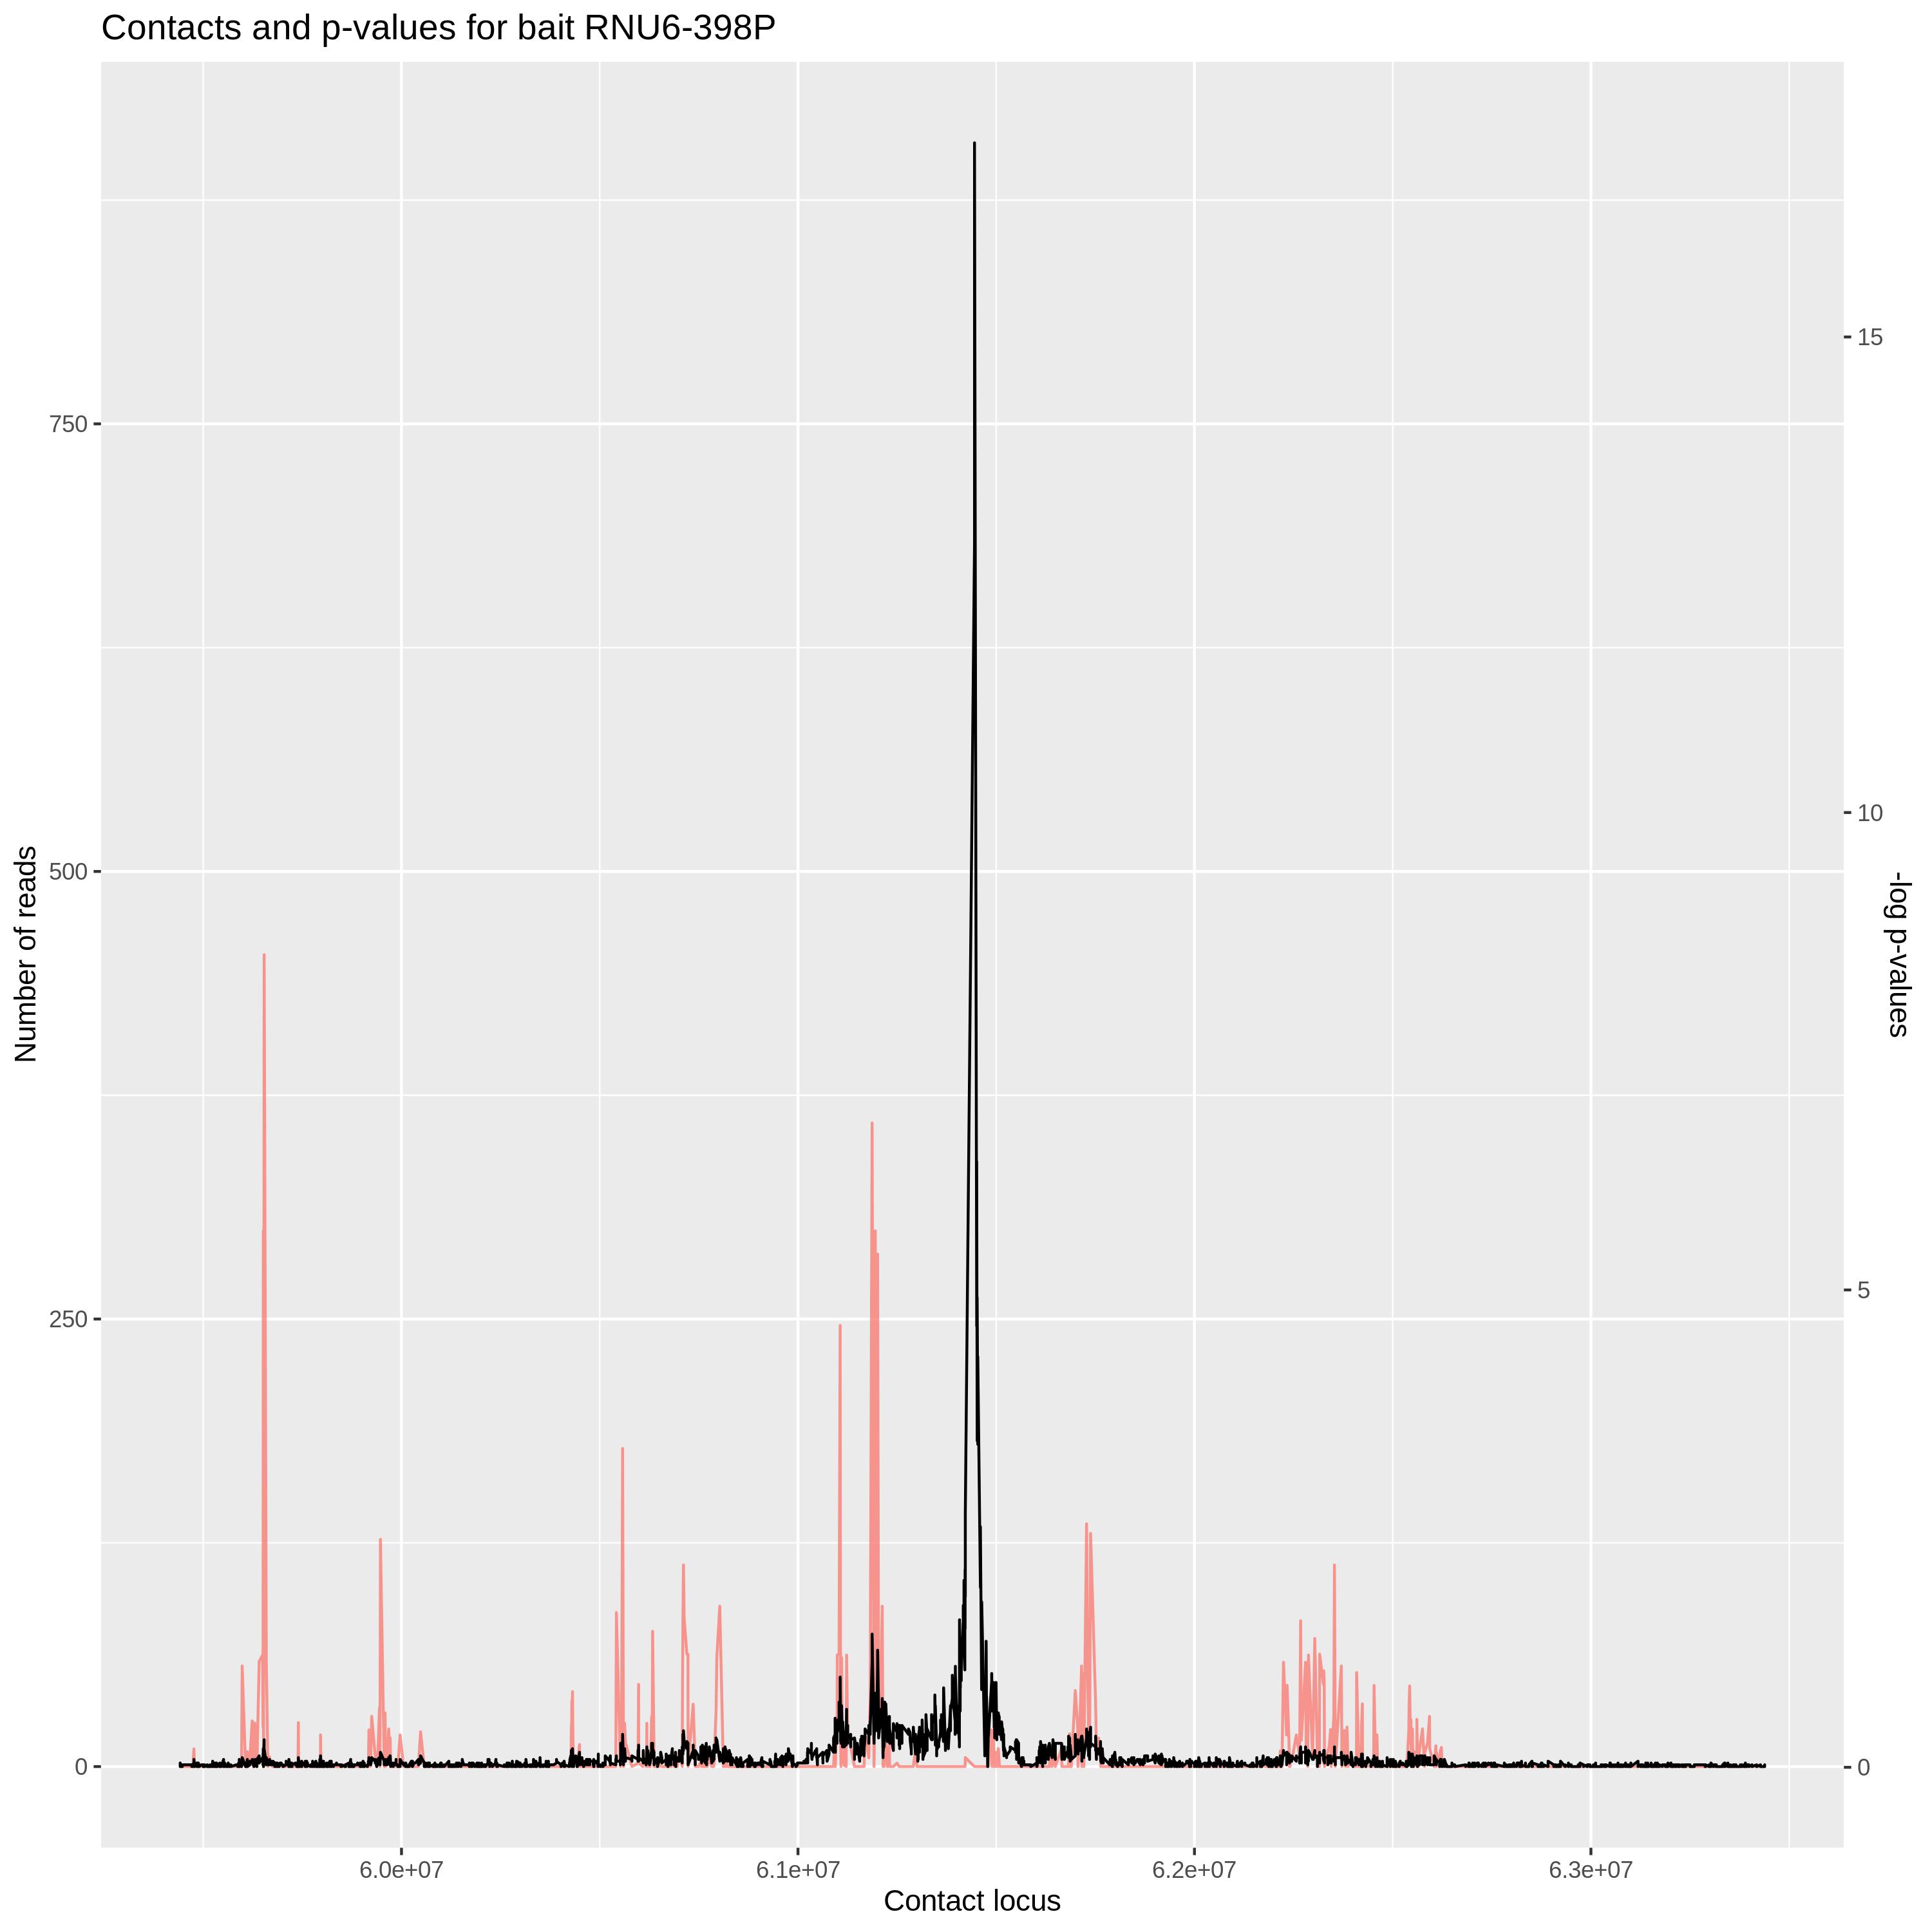 Contacts and p-values for bait RNU6-398P
15
750
10
500
Number of reads
-log p-values
5
250
0
0
6.0e+07
6.1e+07
6.2e+07
6.3e+07
Contact locus